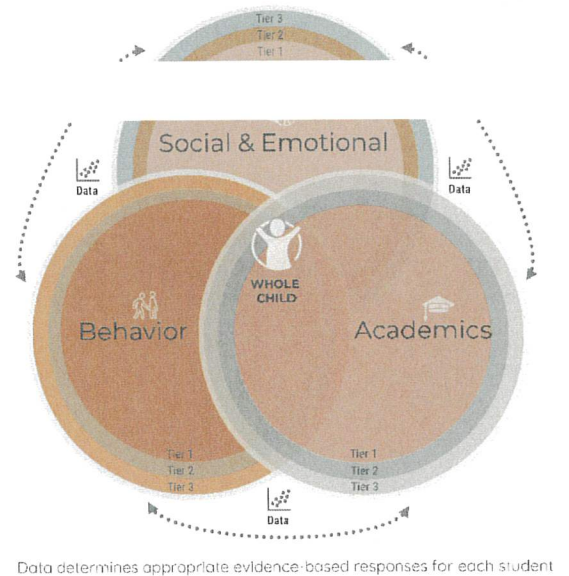 Tier 3
Tier 2
Tier 1
Social & Emotional
Data
Data
WHOLE
CHILD
Behavior
Academics
Tier 1
Tier 2
Tier 3
Tier 1
Tier 2
Tier 3
Data
Data determines appropriate evidence-based responses for each student